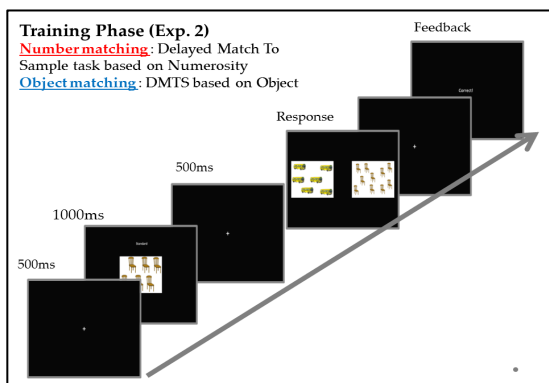 Training Phase (Exp. 2)
Number matching: Delayed Match To
Sample task based on Numerosity
Object matching: DMTS based on Object
Feedback
Correct!
Response
500ms
1000ms
500ms